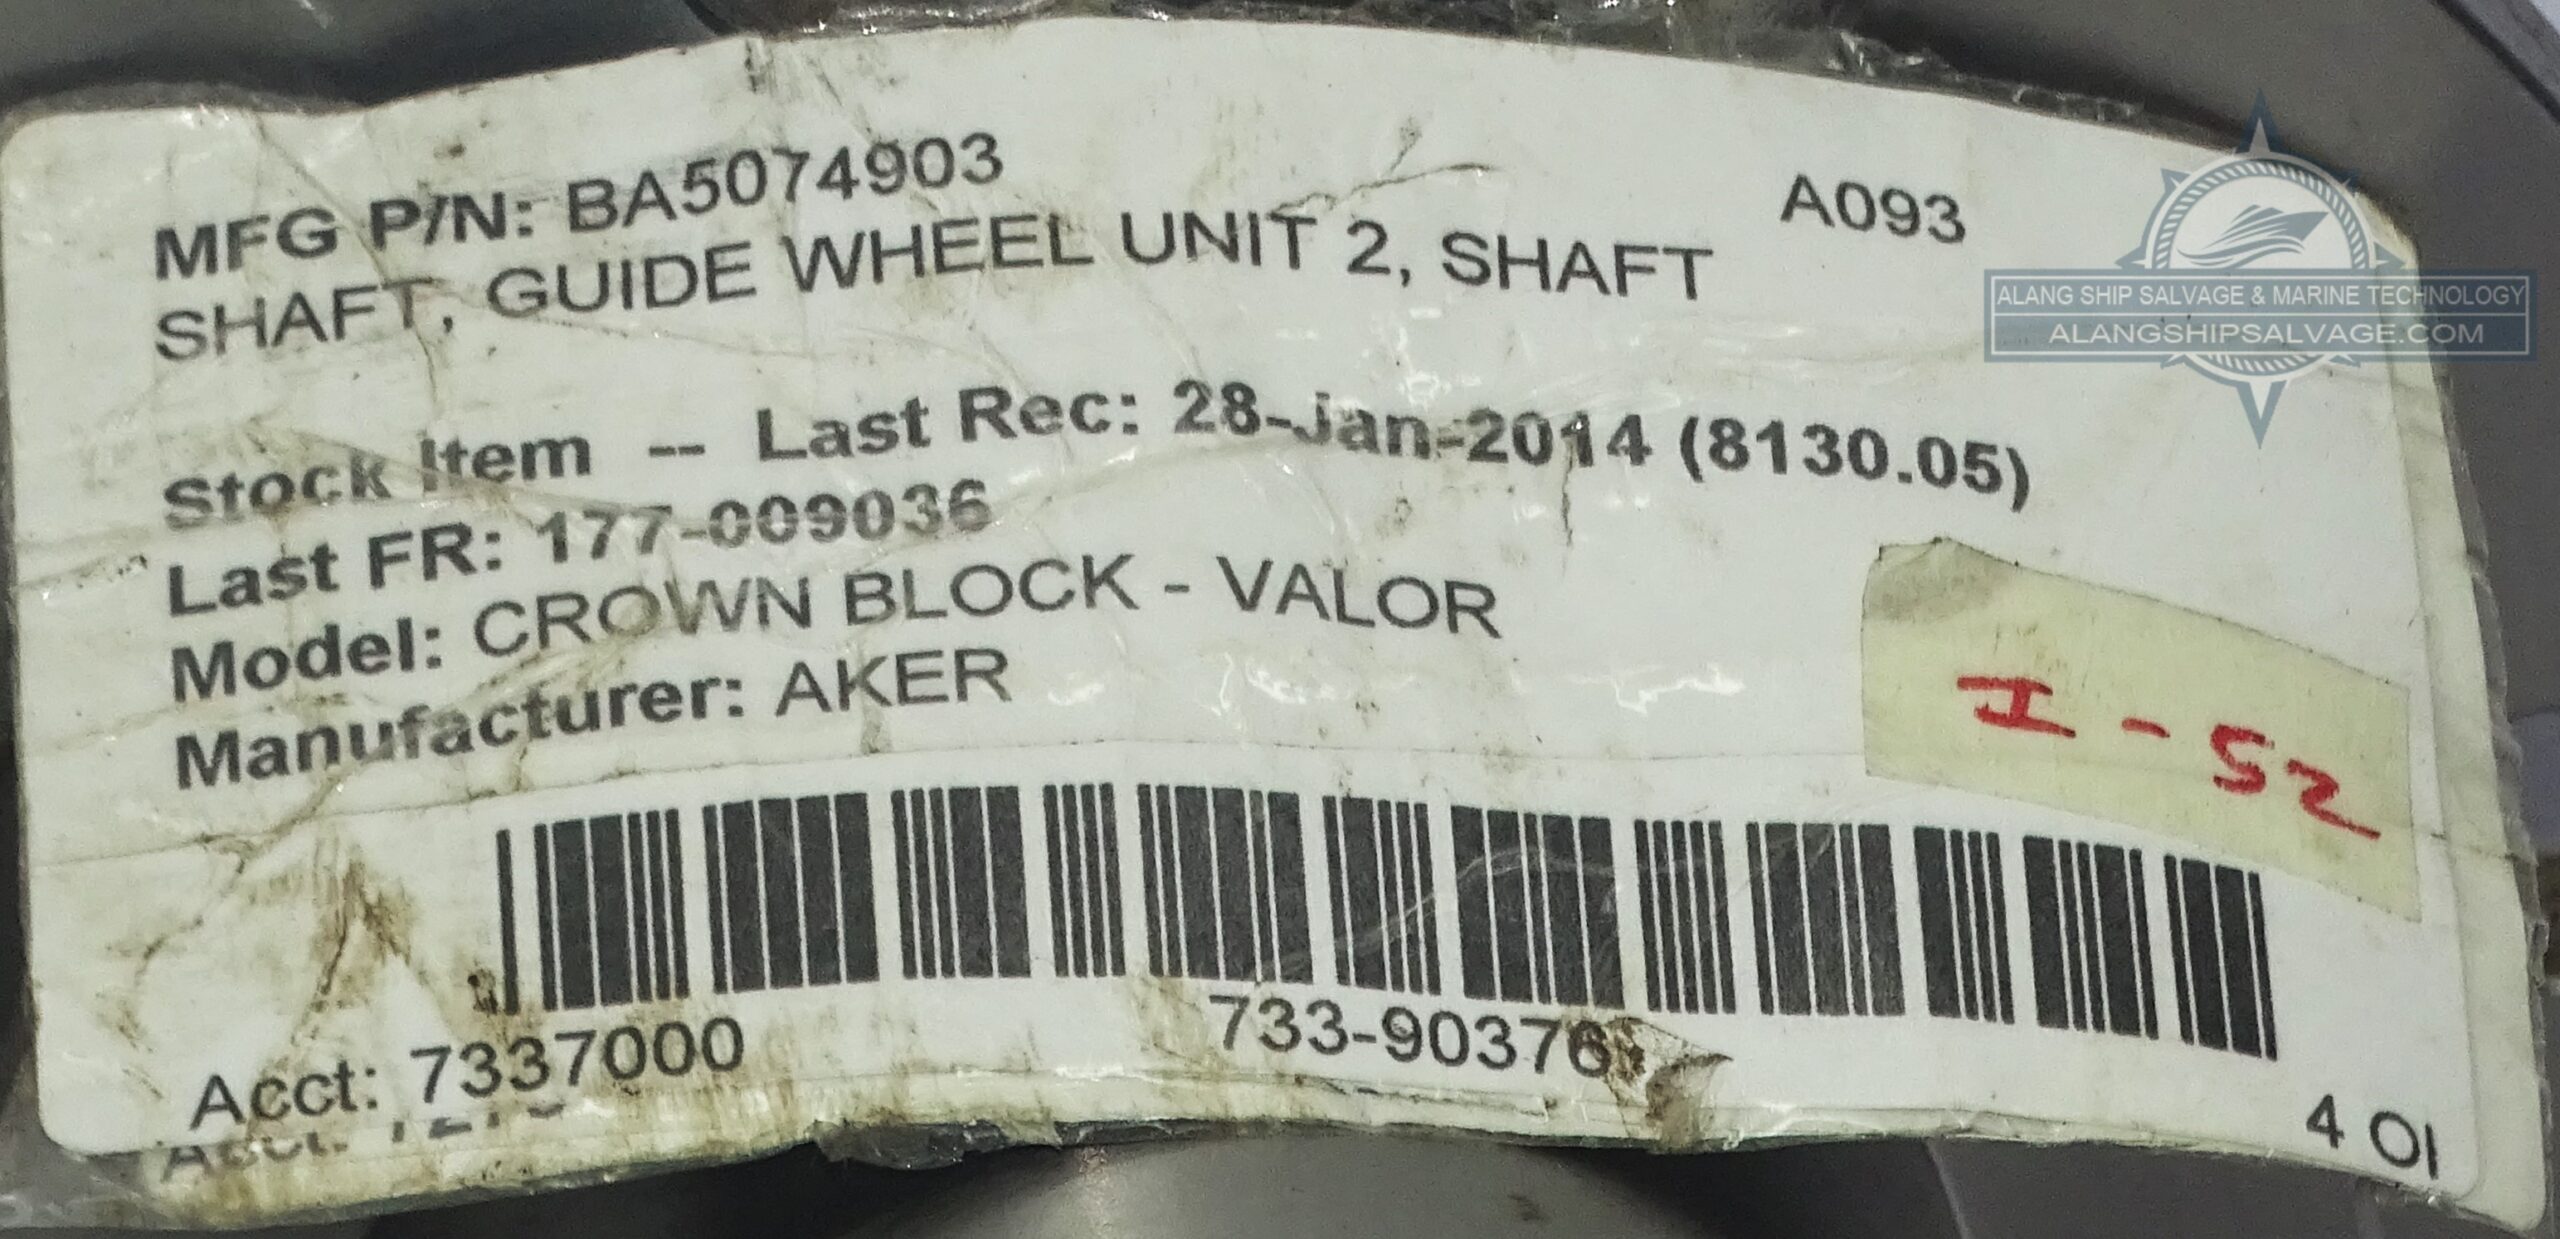 MFG P/N: BA5074903
A093
SHAFT, GUIDE WHEEL UNIT 2, SHAFT
Stock Item -- Last Rec: 28-Jan-2014 (8130.05)
Last FR: 177-009036
Model: CROWN BLOCK - VALOR
Manufacturer: AKER
I-52
733-90376
Acct: 7337000
4 OI
Acct:
ALANG SHIP SALVAGE & MARINE TECHNOLOGY
ALANGSHIPSALVAGE.COM